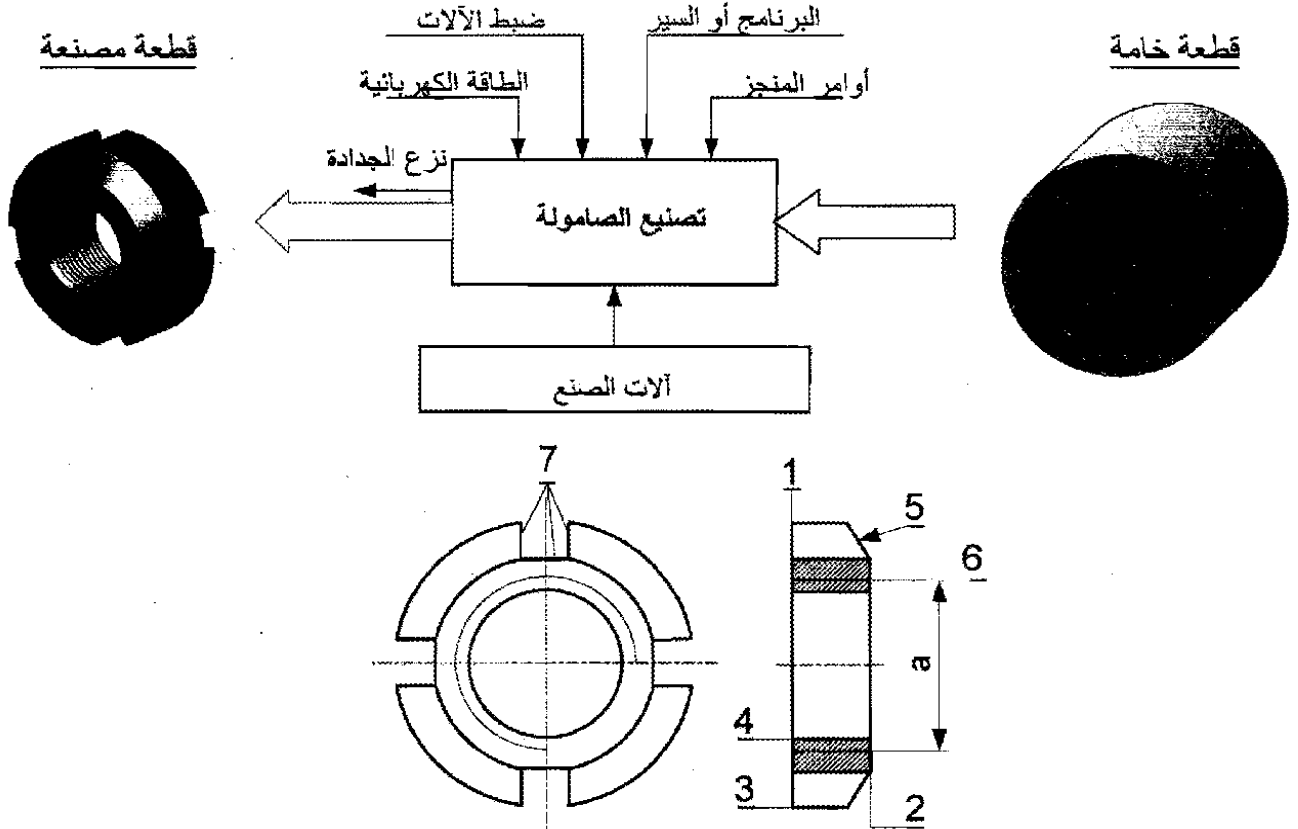 قطعة خامة
البرنامج أو السير
ضبط الآلات
قطعة مصنعة
أوامر المنجز
الطاقة الكهربائية
نزع الجدادة
تصنيع الصامولة
آلات الصنع
7
1
5
6
a
4
3
2